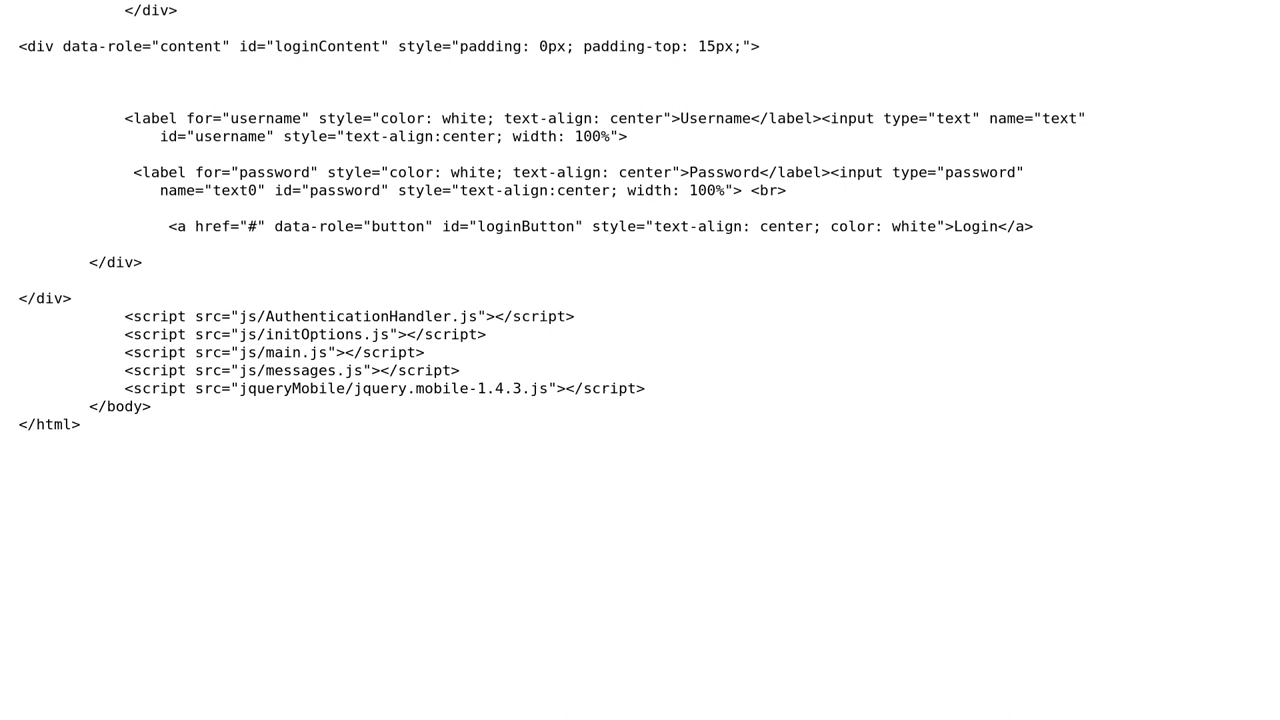 </div>
<div data-role="content" id="loginContent" style="padding: 0px; padding-top: 15px;">
<label for="username" style="color: white; text-align: center">Username</label><input type="text" name="text"
id="username" style="text-align:center; width: 100%">
<label for="password" style="color: white; text-align: center">Password</label><input type="password"
name="text0" id="password" style="text-align:center; width: 100%"> <br>
<a href="#" data-role="button" id="loginButton" style="text-align: center; color: white">Login</a>
</div>
</div>
<script src="js/AuthenticationHandler.js"></script>
<script src="js/initOptions.js"></script>
<script src="js/main.js"></script>
<script src="js/messages.js"></script>
<script src="jqueryMobile/jquery.mobile-1.4.3.js"></script>
</body>
</html>